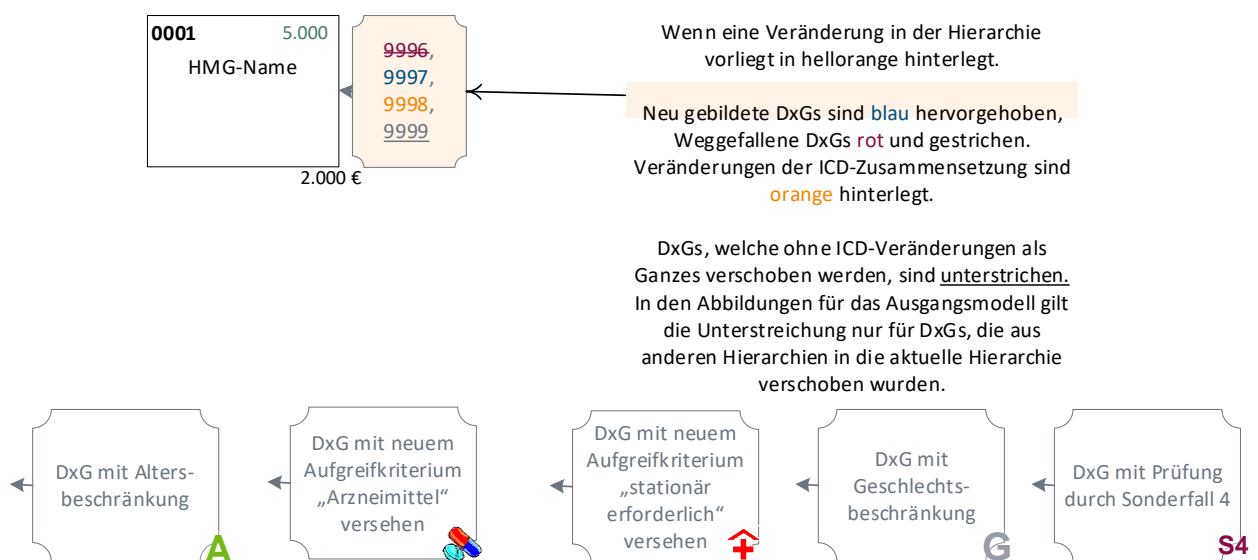 0001 5.000
HMG-Name
2.000 €
9996,
9997,
9998,
9999
Wenn eine Veränderung in der Hierarchie
vorliegt in hellorange hinterlegt.
Neu gebildete DxGs sind blau hervorgehoben,
Weggefallene DxGs rot und gestrichen.
Veränderungen der ICD-Zusammensetzung sind
orange hinterlegt.
DxGs, welche ohne ICD-Veränderungen als
Ganzes verschoben werden, sind unterstrichen.
In den Abbildungen für das Ausgangsmodell gilt
die Unterstreichung nur für DxGs, die aus
anderen Hierarchien in die aktuelle Hierarchie
verschoben wurden.
DxG mit Alters-
beschränkung
A
DxG mit neuem
Aufgreifkriterium
„Arzneimittel“
versehen
DxG mit neuem
Aufgreifkriterium
„stationär
erforderlich“
versehen
DxG mit
Geschlechts-
beschränkung
G
DxG mit Prüfung
durch Sonderfall 4
S4